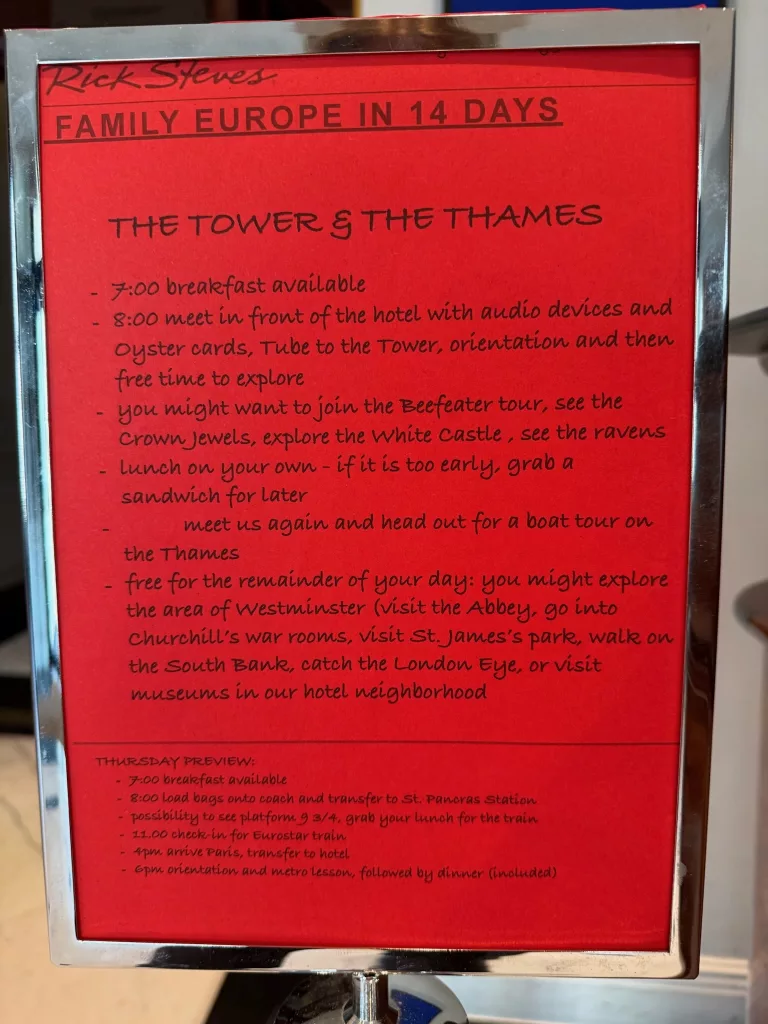 Rick Steves
FAMILY EUROPE IN 14 DAYS
THE TOWER & THE THAMES
- 7:00 breakfast available
- 8:00 meet in front of the hotel with audio devices and
Oyster cards, Tube to the Tower, orientation and then
free time to explore
- you might want to join the Beefeater tour, see the
Crown Jewels, explore the White Castle , see the ravens
- lunch on your own - if it is too early, grab a
sandwich for later
- meet us again and head out for a boat tour on
the Thames
- free for the remainder of your day: you might explore
the area of Westminster (visit the Abbey, go into
Churchill's war rooms, visit St. James's park, walk on
the South Bank, catch the London Eye, or visit
museums in our hotel neighborhood
THURSDAY PREVIEW:
- 7:00 breakfast available
- 8:00 load bags onto coach and transfer to St. Pancras Station
- possibility to see platform 9 3/4, grab your lunch for the train
- 11.00 check-in for Eurostar train
- 4pm arrive Paris, transfer to hotel
- 6pm orientation and metro lesson, followed by dinner (included)